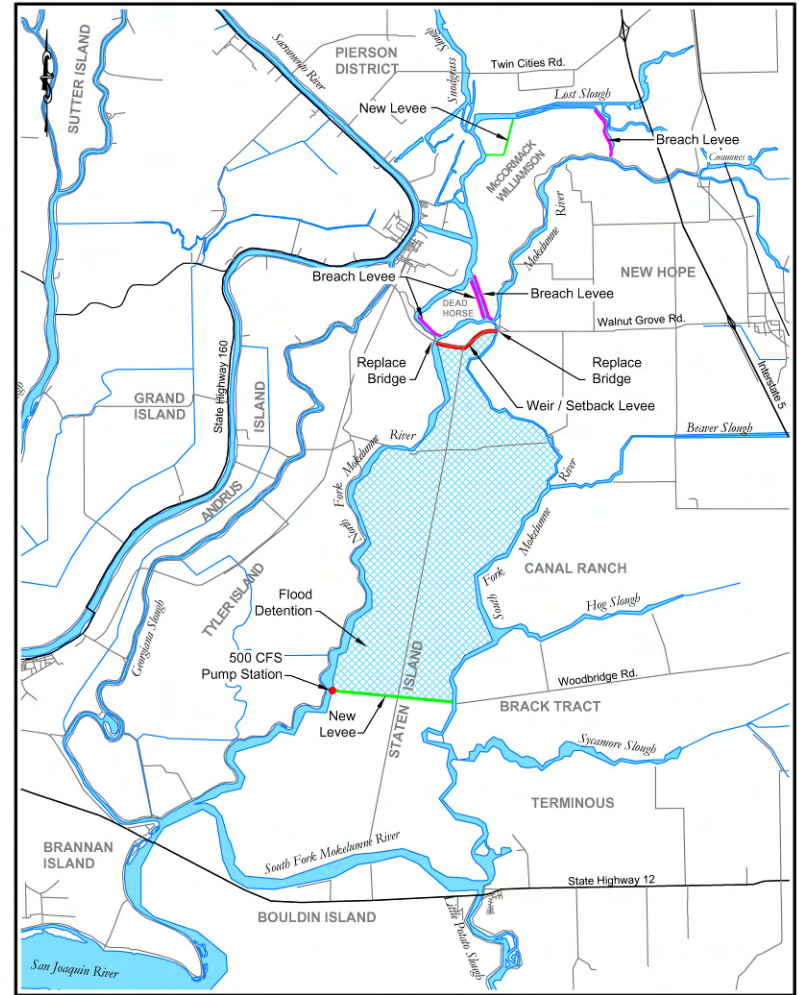 SUTTER ISLAND
Sacramento River
PIERSON
DISTRICT
Snodgrass
Slough
Twin Cities Rd.
Lost Slough
New Levee
Breach Levee
McCORMACK
WILLIAMSON
Cosumnes
Mokelumne River
NEW HOPE
Breach Levee
DEAD
HORSE
Breach Levee
Walnut Grove Rd.
Replace
Bridge
Replace
Bridge
Weir / Setback Levee
Interstate 5
State Highway 160
GRAND
ISLAND
ANDRUS ISLAND
Beaver Slough
North Fork Mokelumne River
South Fork Mokelumne River
CANAL RANCH
TYLER ISLAND
Georgiana Slough
Flood
Detention
Hog Slough
500 CFS
Pump Station
Woodbridge Rd.
BRACK TRACT
New
Levee
STATEN ISLAND
Sycamore Slough
TERMINOUS
BRANNAN
ISLAND
South Fork Mokelumne River
State Highway 12
BOULDIN ISLAND
Little Potato Slough
San Joaquin River